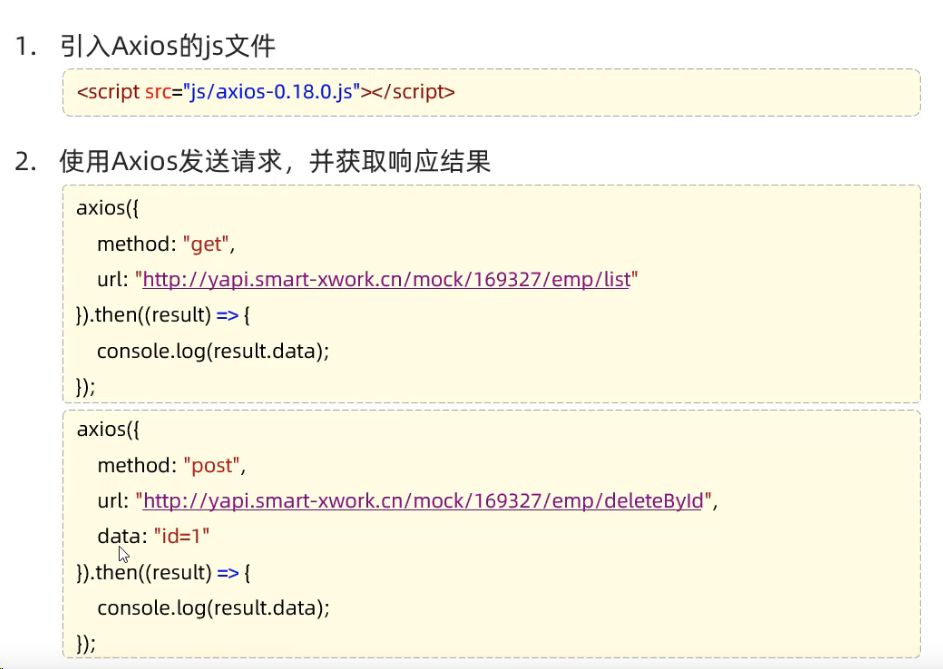 1. 引入Axios的js文件
<script src="js/axios-0.18.0.js"></script>
2. 使用Axios发送请求，并获取响应结果
axios({
method: "get",
url: "http://yapi.smart-xwork.cn/mock/169327/emp/list"
}).then((result) => {
console.log(result.data);
});
axios({
method: "post",
url: "http://yapi.smart-xwork.cn/mock/169327/emp/deleteById",
data: "id=1"
}).then((result) => {
console.log(result.data);
});